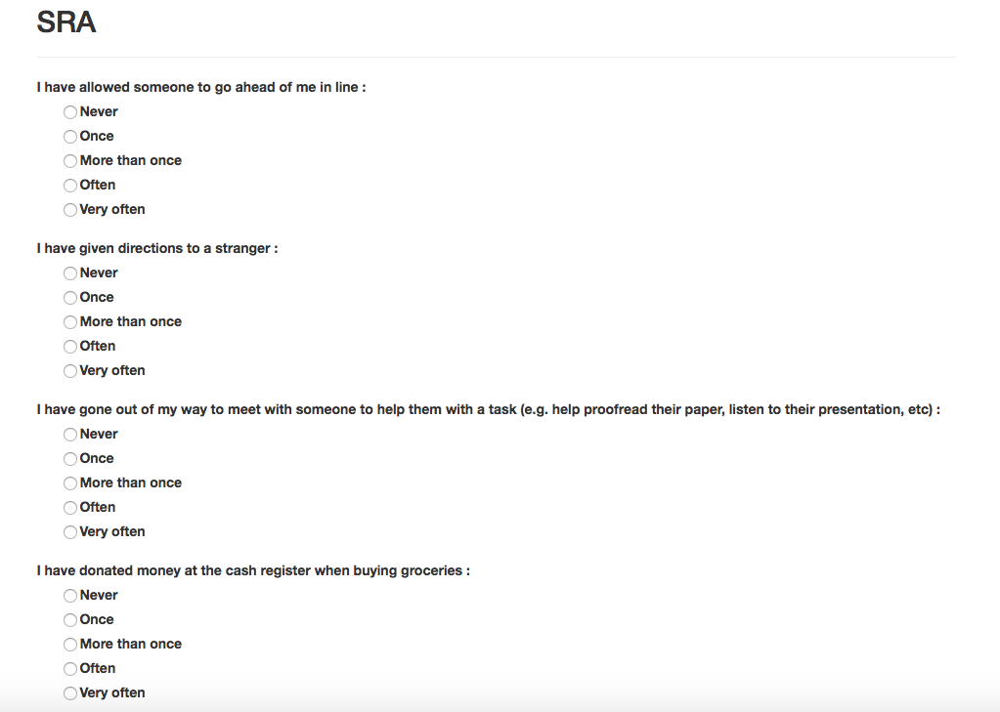 SRA
I have allowed someone to go ahead of me in line :
Never
Once
More than once
Often
Very often
I have given directions to a stranger :
Never
Once
More than once
Often
Very often
I have gone out of my way to meet with someone to help them with a task (e.g. help proofread their paper, listen to their presentation, etc) :
Never
Once
More than once
Often
Very often
I have donated money at the cash register when buying groceries :
Never
Once
More than once
Often
Very often